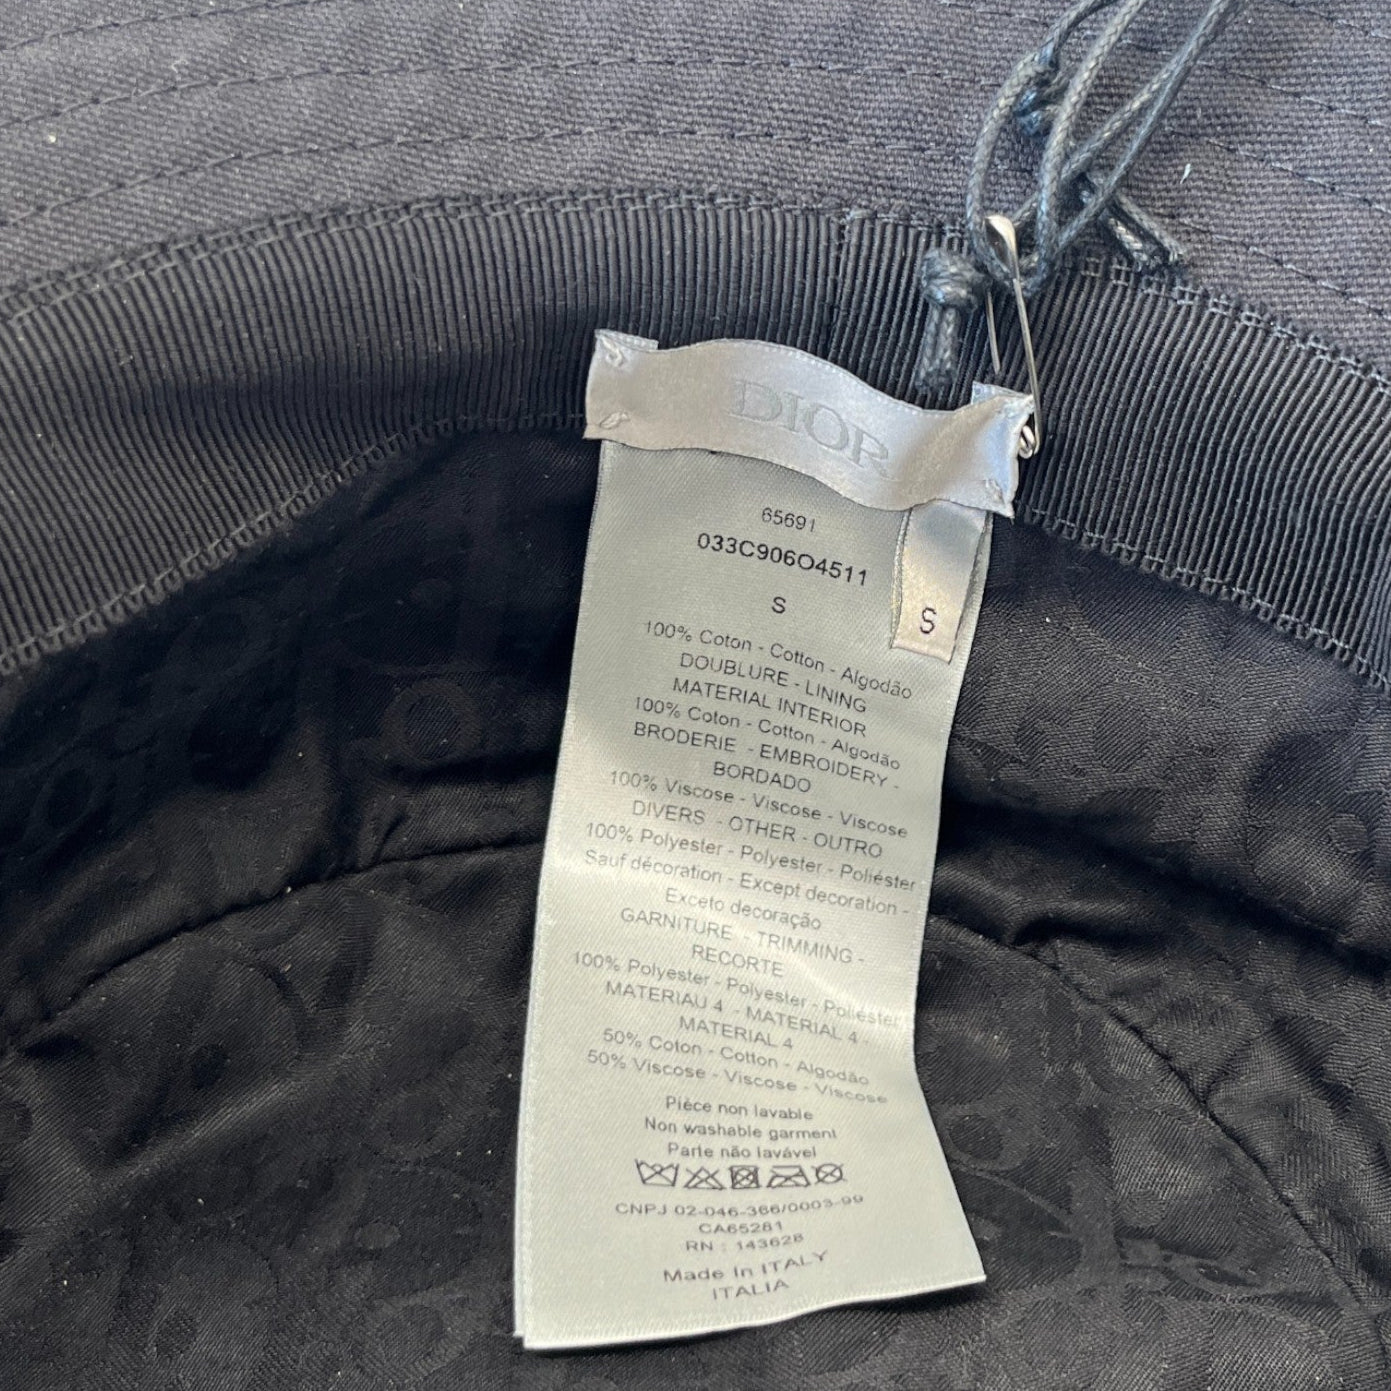 DIOR
65691
033C906O4511
S
S
100% Coton - Cotton - Algodão
DOUBLURE - LINING
MATERIAL INTERIOR
100% Coton - Cotton - Algodão
BRODERIE - EMBROIDERY -
BORDADO
100% Viscose - Viscose - Viscose
DIVERS - OTHER - OUTRO
100% Polyester - Polyester - Poliéster
Sauf décoration - Except decoration -
Exceto decoração
GARNITURE - TRIMMING -
RECORTE
100% Polyester - Polyester - Poliéster
MATERIAU 4 - MATERIAL 4 -
MATERIAL 4
50% Coton - Cotton - Algodão
50% Viscose - Viscose - Viscose
Pièce non lavable
Non washable garment
Parte não lavável
CNPJ 02-046-366/0003-99
CA65281
RN : 143628
Made In ITALY
ITALIA